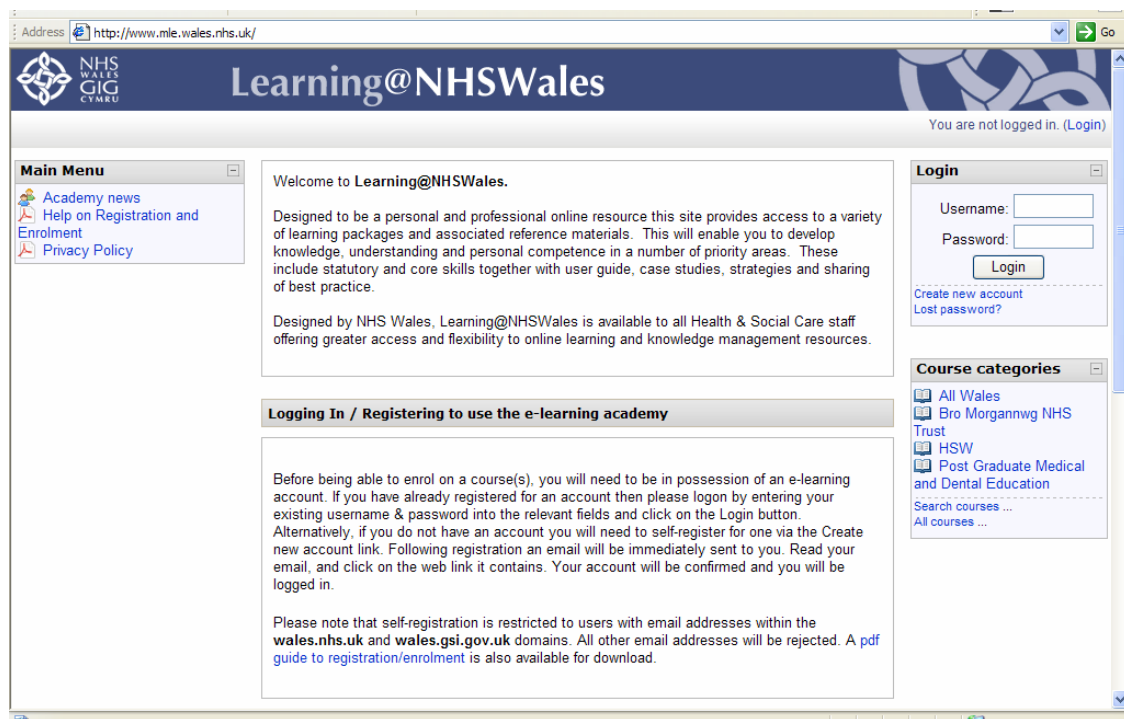 Address http://www.mle.wales.nhs.uk/ Go
NHS
WALES
GIG
CYMRU
Learning@NHSWales
You are not logged in. (Login)
Main Menu
Academy news
Help on Registration and
Enrolment
Privacy Policy
Welcome to Learning@NHSWales.
Designed to be a personal and professional online resource this site provides access to a variety
of learning packages and associated reference materials. This will enable you to develop
knowledge, understanding and personal competence in a number of priority areas. These
include statutory and core skills together with user guide, case studies, strategies and sharing
of best practice.
Designed by NHS Wales, Learning@NHSWales is available to all Health & Social Care staff
offering greater access and flexibility to online learning and knowledge management resources.
Logging In / Registering to use the e-learning academy
Before being able to enrol on a course(s), you will need to be in possession of an e-learning
account. If you have already registered for an account then please logon by entering your
existing username & password into the relevant fields and click on the Login button.
Alternatively, if you do not have an account you will need to self-register for one via the Create
new account link. Following registration an email will be immediately sent to you. Read your
email, and click on the web link it contains. Your account will be confirmed and you will be
logged in.
Please note that self-registration is restricted to users with email addresses within the
wales.nhs.uk and wales.gsi.gov.uk domains. All other email addresses will be rejected. A pdf
guide to registration/enrolment is also available for download.
Login
Username:
Password:
Login
Create new account
Lost password?
Course categories
All Wales
Bro Morgannwg NHS
Trust
HSW
Post Graduate Medical
and Dental Education
Search courses ...
All courses ...